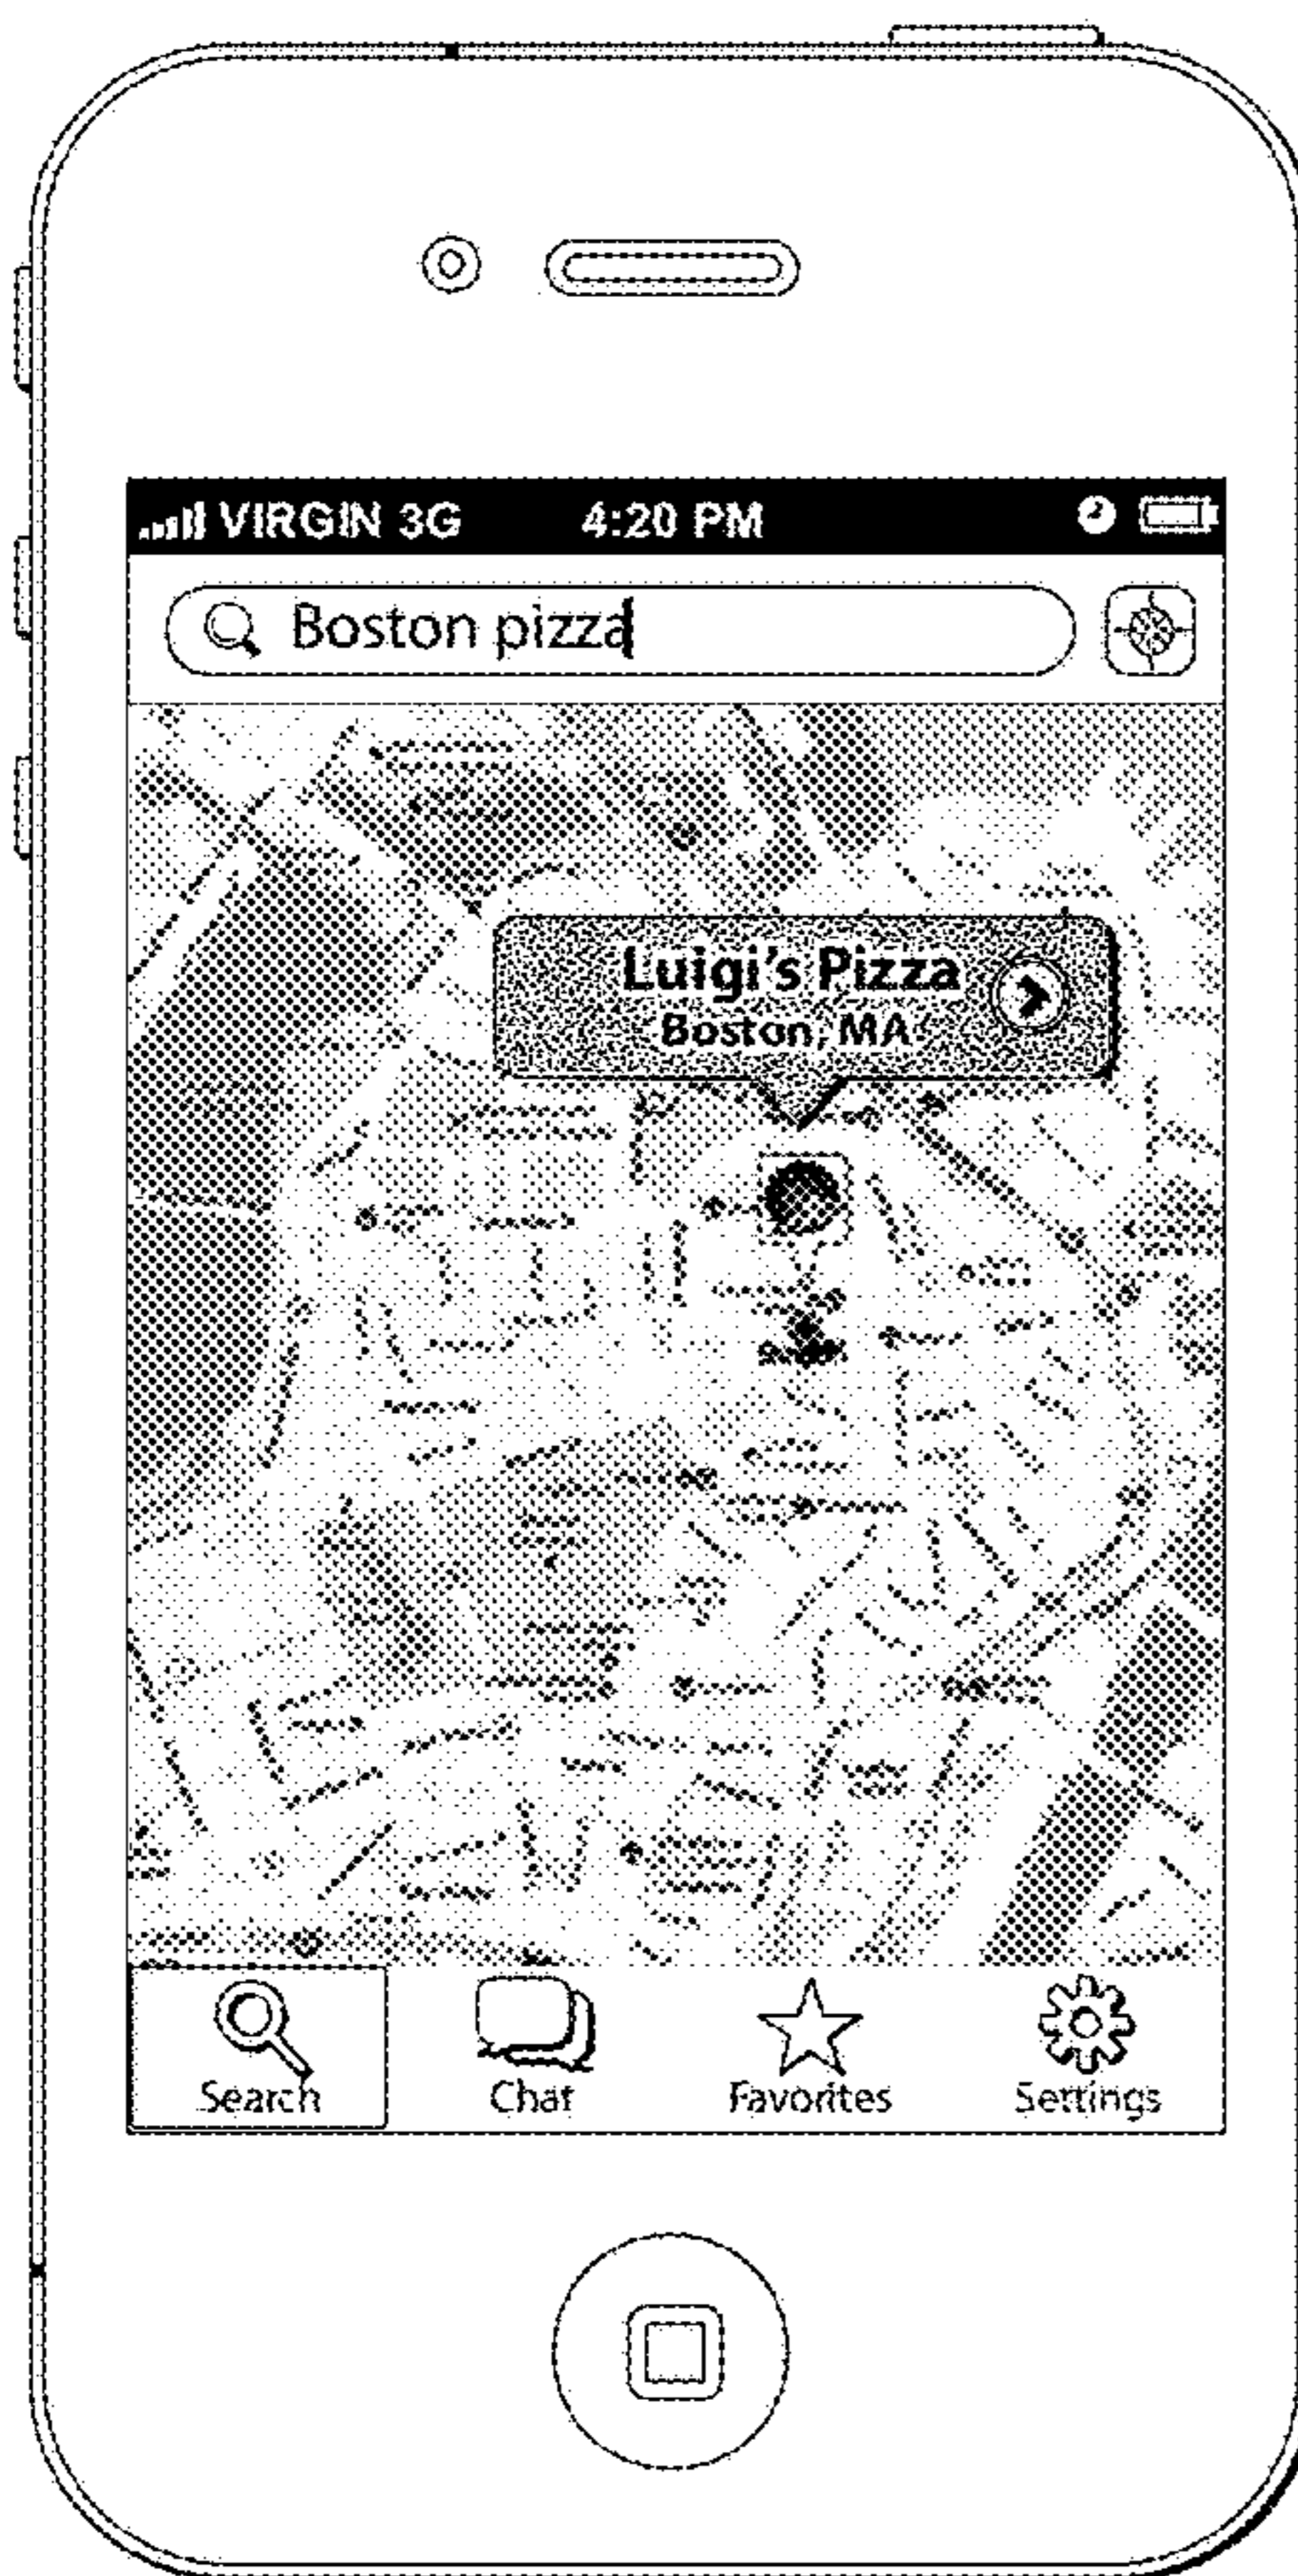 VIRGIN 3G 4:20 PM
Boston pizza
Luigi's Pizza
Boston, MA
Search Chat Favorites Settings